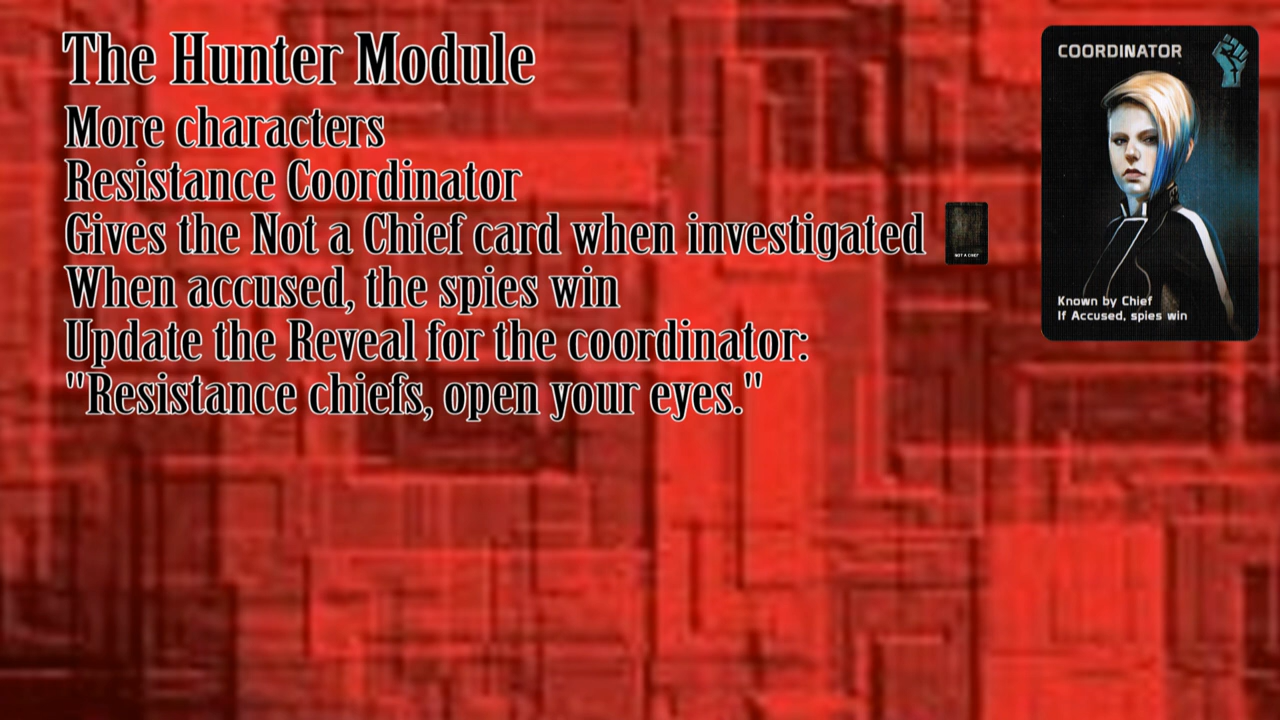 The Hunter Module
More characters
Resistance Coordinator
Gives the Not a Chief card when investigated
NOT A CHIEF
When accused, the spies win
Update the Reveal for the coordinator:
"Resistance chiefs, open your eyes."
COORDINATOR
Known by Chief
If Accused, spies win